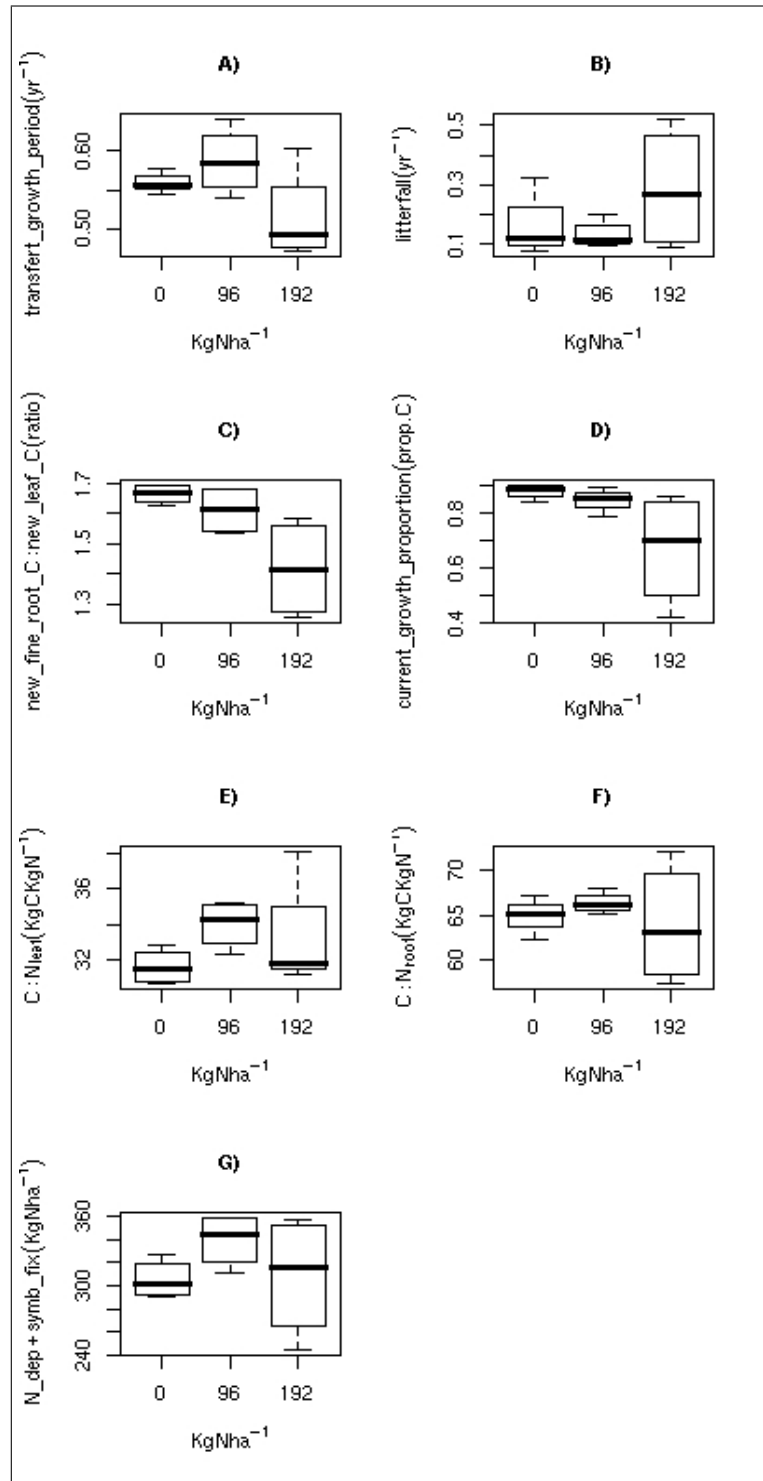 A)
transfert_growth_period(yr⁻¹)
0.50 0.60
0 96 192
KgNha⁻¹
B)
litterfall(yr⁻¹)
0.1 0.3 0.5
0 96 192
KgNha⁻¹
C)
new_fine_root_C:new_leaf_C(ratio)
1.3 1.5 1.7
0 96 192
KgNha⁻¹
D)
current_growth_proportion(prop.C)
0.4 0.6 0.8
0 96 192
KgNha⁻¹
E)
C:Nleaf(KgCKgN⁻¹)
32 36
0 96 192
KgNha⁻¹
F)
C:Nroot(KgCKgN⁻¹)
60 65 70
0 96 192
KgNha⁻¹
G)
N_dep+symb_fix(KgNha⁻¹)
240 300 360
0 96 192
KgNha⁻¹